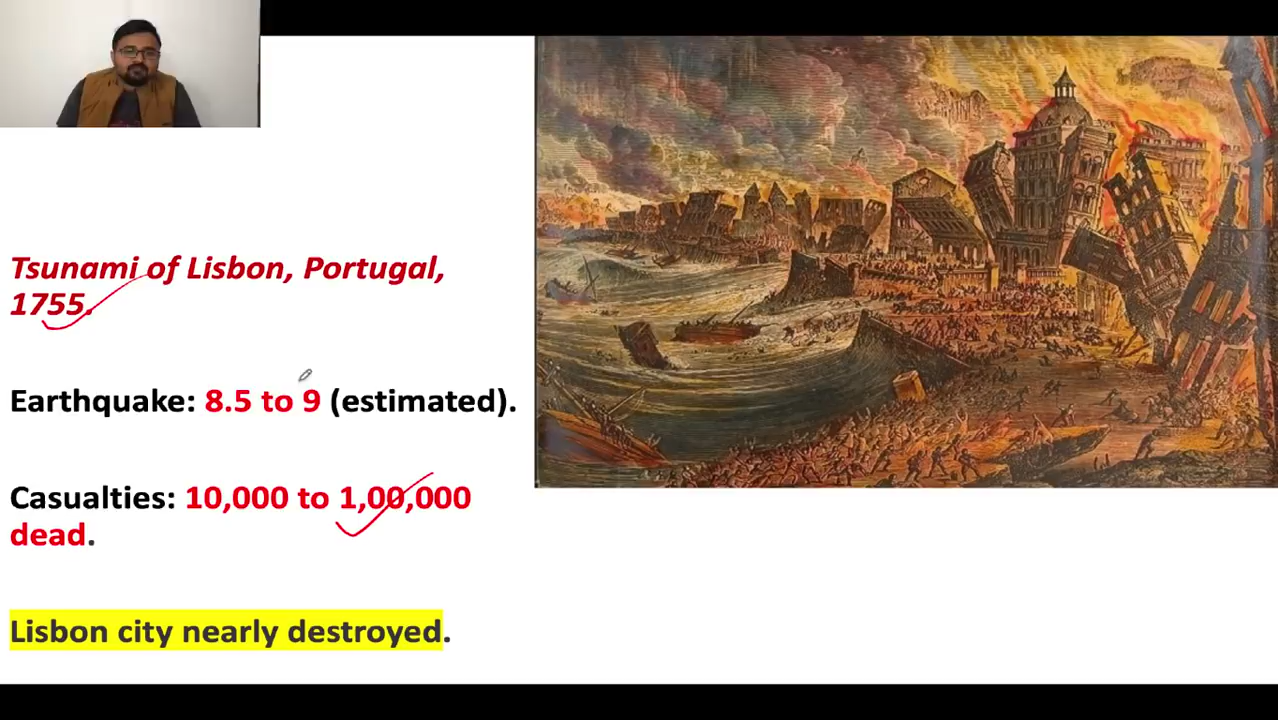 Tsunami of Lisbon, Portugal,
1755.
Earthquake: 8.5 to 9 (estimated).
Casualties: 10,000 to 1,00,000
dead.
Lisbon city nearly destroyed.